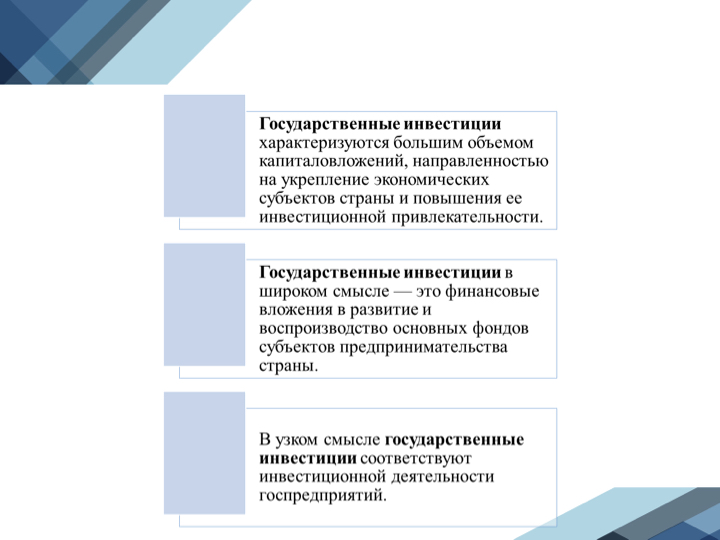 Государственные инвестиции
характеризуются большим объемом
капиталовложений, направленностью
на укрепление экономических
субъектов страны и повышения ее
инвестиционной привлекательности.
Государственные инвестиции в
широком смысле — это финансовые
вложения в развитие и
воспроизводство основных фондов
субъектов предпринимательства
страны.
В узком смысле государственные
инвестиции соответствуют
инвестиционной деятельности
госпредприятий.